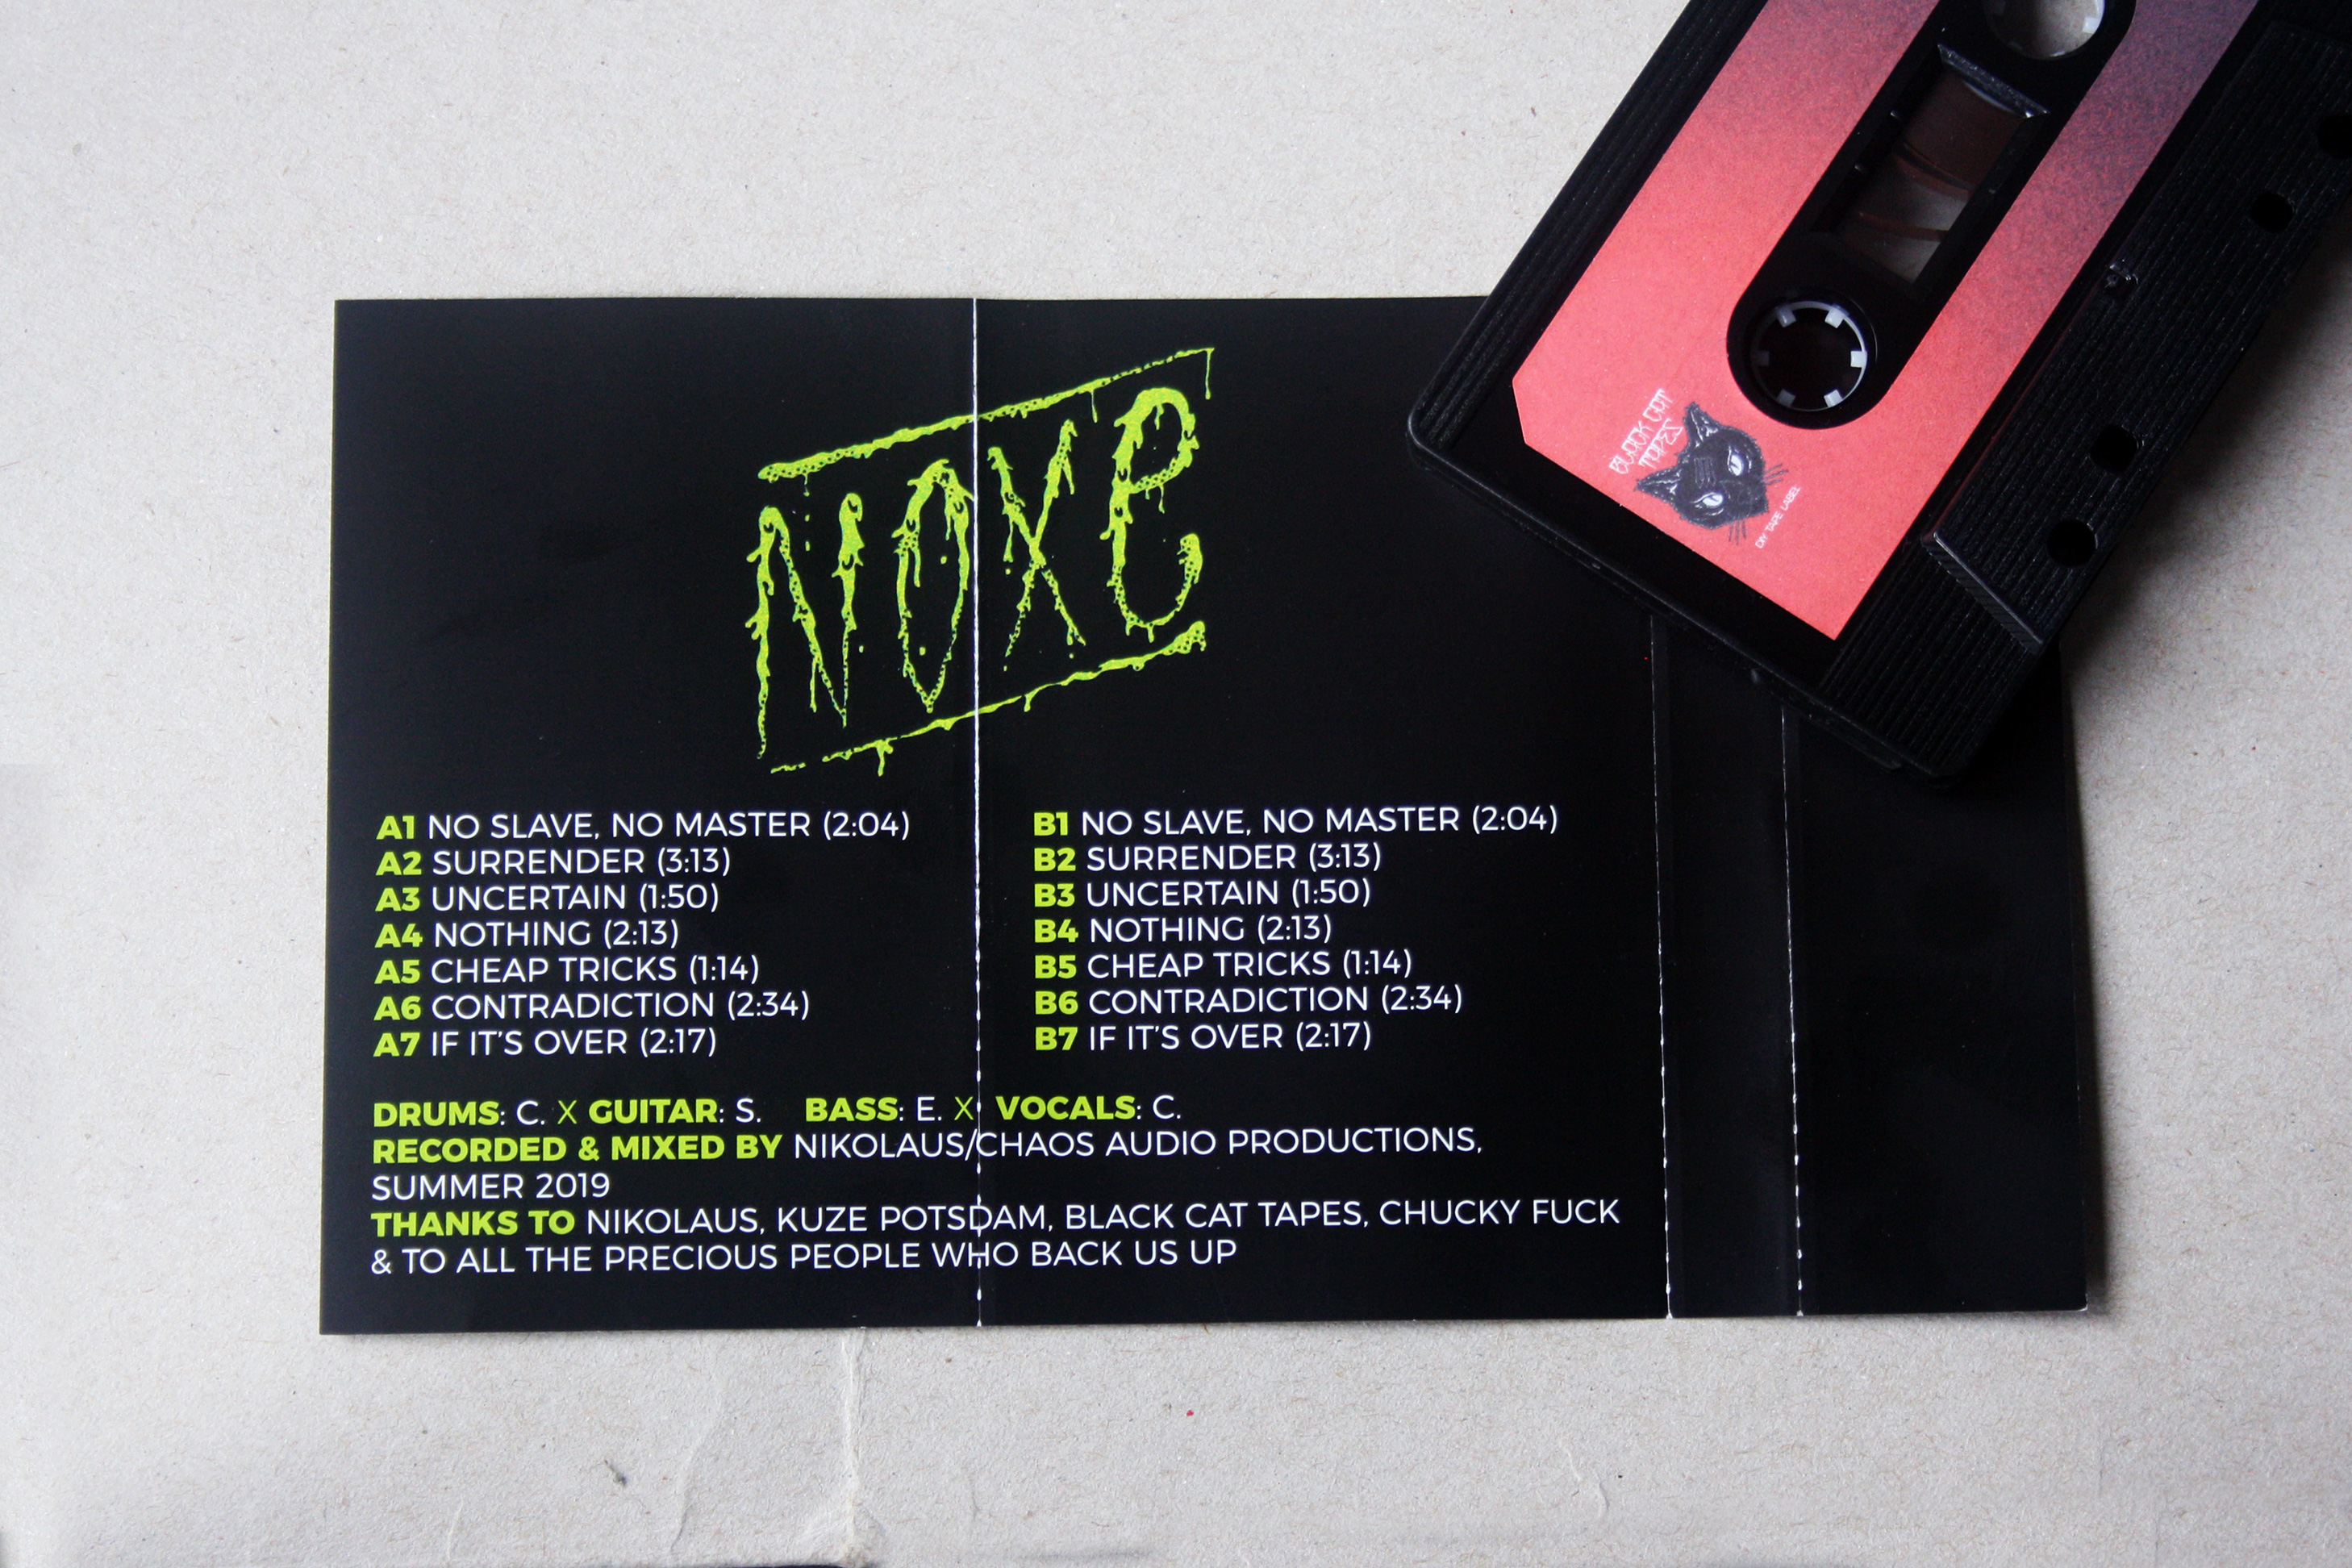 NOXE
BLACK CAT
TAPES
DIY TAPE LABEL
A1 NO SLAVE, NO MASTER (2:04)
A2 SURRENDER (3:13)
A3 UNCERTAIN (1:50)
A4 NOTHING (2:13)
A5 CHEAP TRICKS (1:14)
A6 CONTRADICTION (2:34)
A7 IF IT'S OVER (2:17)
B1 NO SLAVE, NO MASTER (2:04)
B2 SURRENDER (3:13)
B3 UNCERTAIN (1:50)
B4 NOTHING (2:13)
B5 CHEAP TRICKS (1:14)
B6 CONTRADICTION (2:34)
B7 IF IT'S OVER (2:17)
DRUMS: C. X GUITAR: S. BASS: E. X VOCALS: C.
RECORDED & MIXED BY NIKOLAUS/CHAOS AUDIO PRODUCTIONS,
SUMMER 2019
THANKS TO NIKOLAUS, KUZE POTSDAM, BLACK CAT TAPES, CHUCKY FUCK
& TO ALL THE PRECIOUS PEOPLE WHO BACK US UP